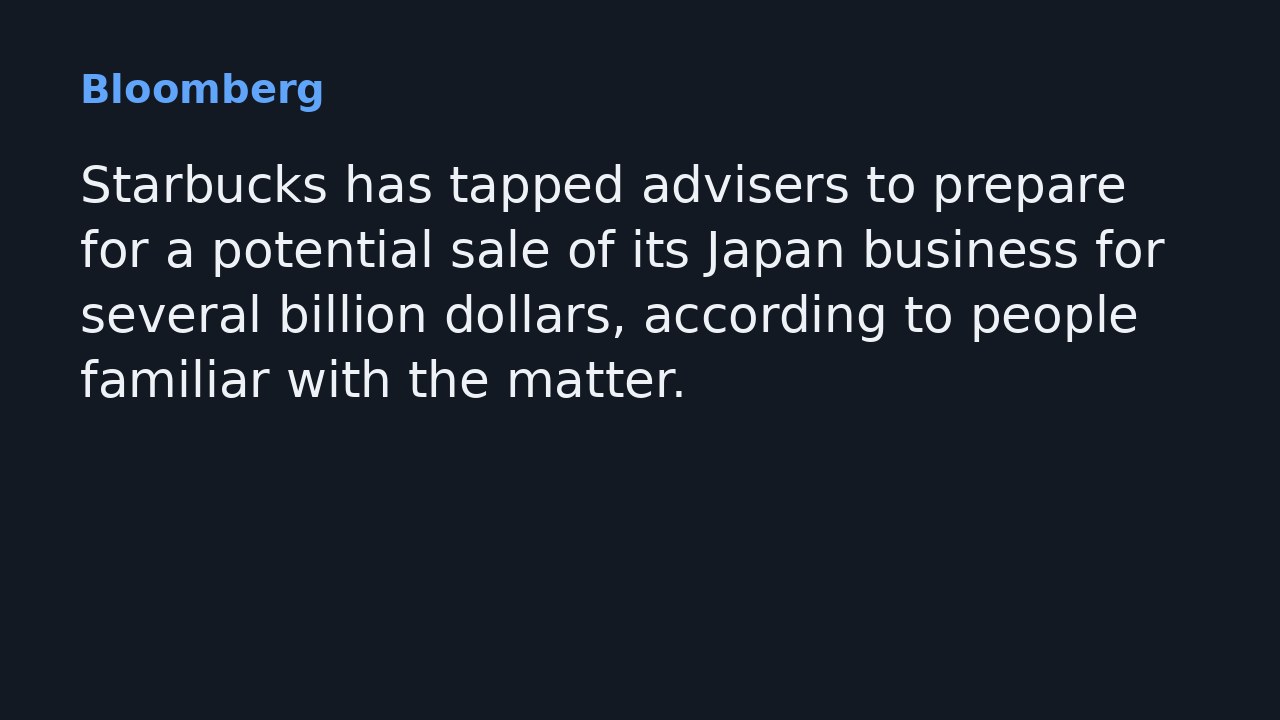 Bloomberg
Starbucks has tapped advisers to prepare
for a potential sale of its Japan business for
several billion dollars, according to people
familiar with the matter.